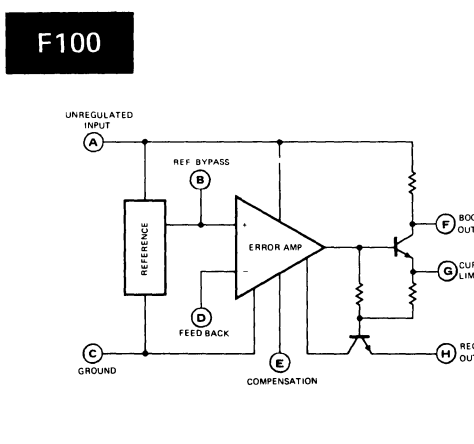 F100
UNREGULATED
INPUT
A
REF BYPASS
B
REFERENCE
+
ERROR AMP
−
F
G
D
FEED BACK
C
GROUND
E
COMPENSATION
H